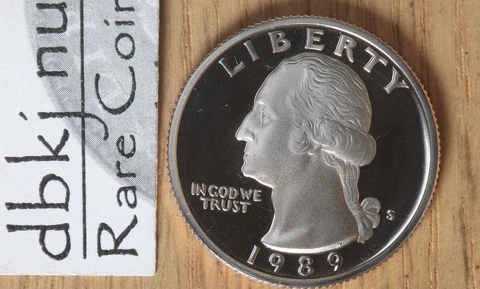 dbkj nu
Rare Coin
LIBERTY
IN GOD WE
TRUST
S
1989